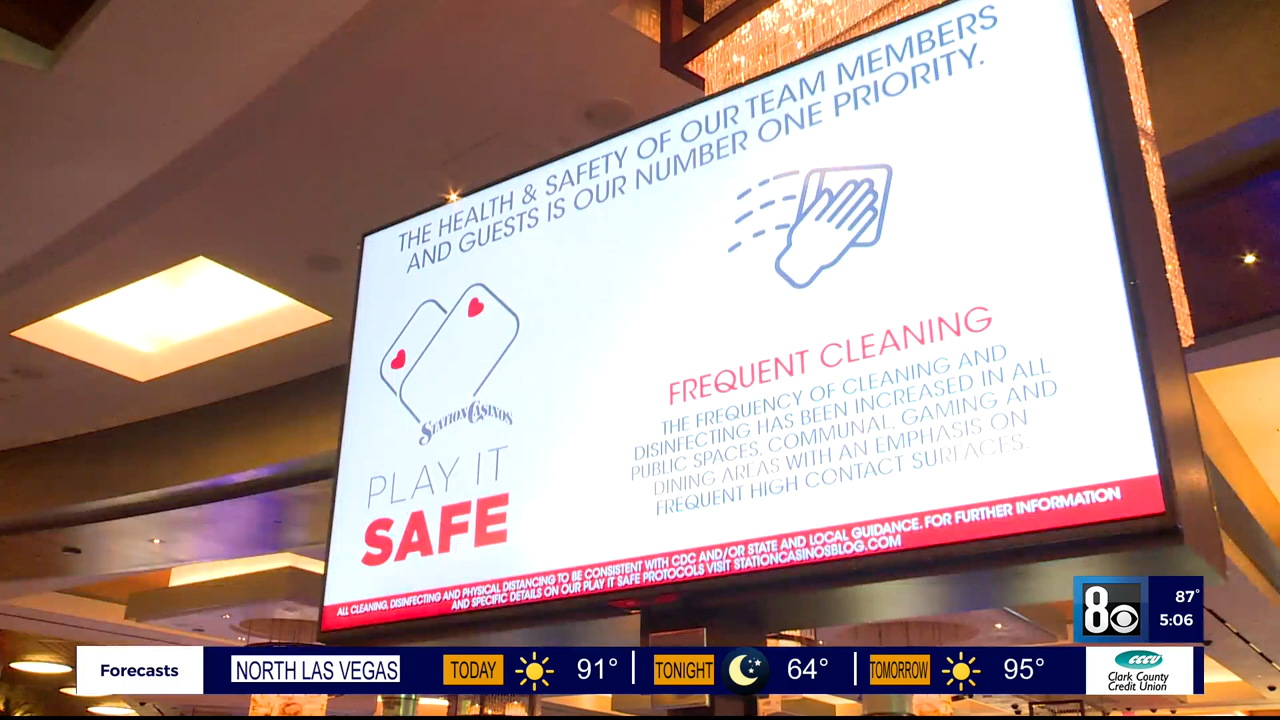 THE HEALTH & SAFETY OF OUR TEAM MEMBERS
AND GUESTS IS OUR NUMBER ONE PRIORITY.
STATION CASINOS
PLAY IT
SAFE
FREQUENT CLEANING
THE FREQUENCY OF CLEANING AND
DISINFECTING HAS BEEN INCREASED IN ALL
PUBLIC SPACES, COMMUNAL, GAMING AND
DINING AREAS WITH AN EMPHASIS ON
FREQUENT HIGH CONTACT SURFACES.
ALL CLEANING, DISINFECTING AND PHYSICAL DISTANCING TO BE CONSISTENT WITH CDC AND/OR STATE AND LOCAL GUIDANCE. FOR FURTHER INFORMATION
AND SPECIFIC DETAILS ON OUR PLAY IT SAFE PROTOCOLS VISIT STATIONCASINOSBLOG.COM
8
87°
5:06
Forecasts
NORTH LAS VEGAS
TODAY
91°
TONIGHT
64°
TOMORROW
95°
CCCU
Clark County
Credit Union